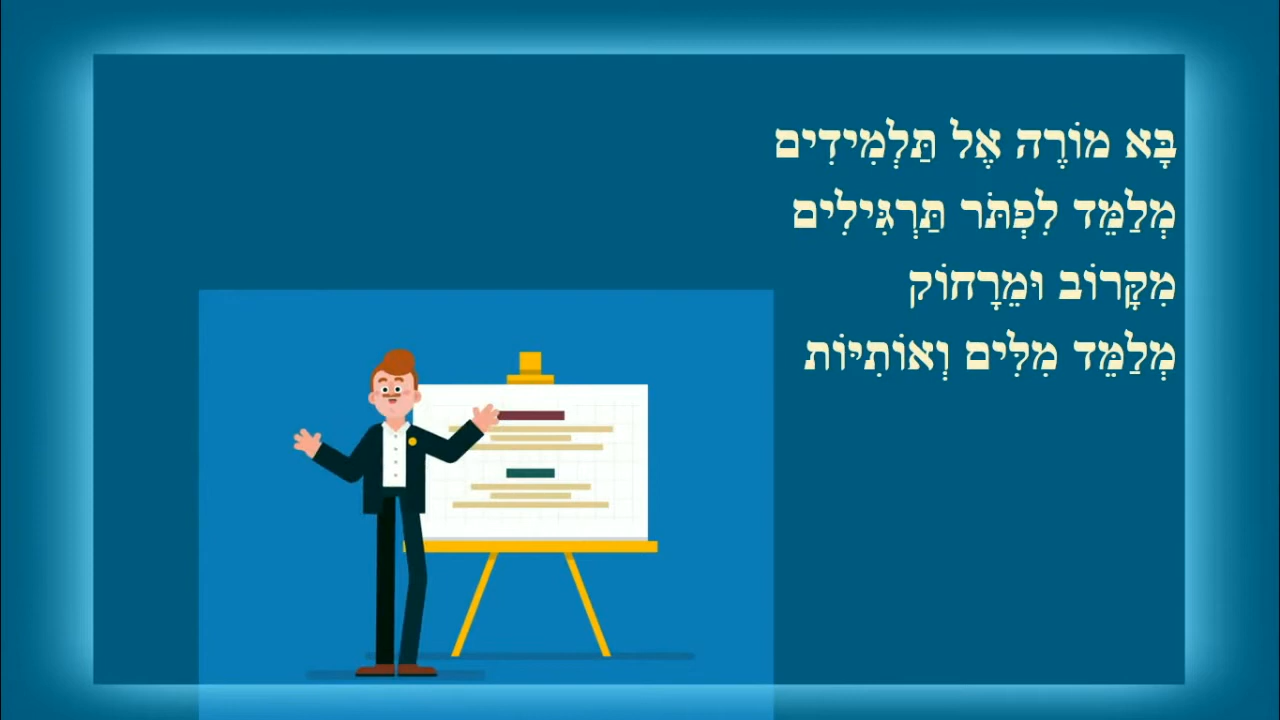 בָּא מוֹרֶה אֶל תַּלְמִידִים
מְלַמֵּד לִפְתֹּר תַּרְגִּילִים
מִקָּרוֹב וּמֵרָחוֹק
מְלַמֵּד מִלִּים וְאוֹתִיּוֹת